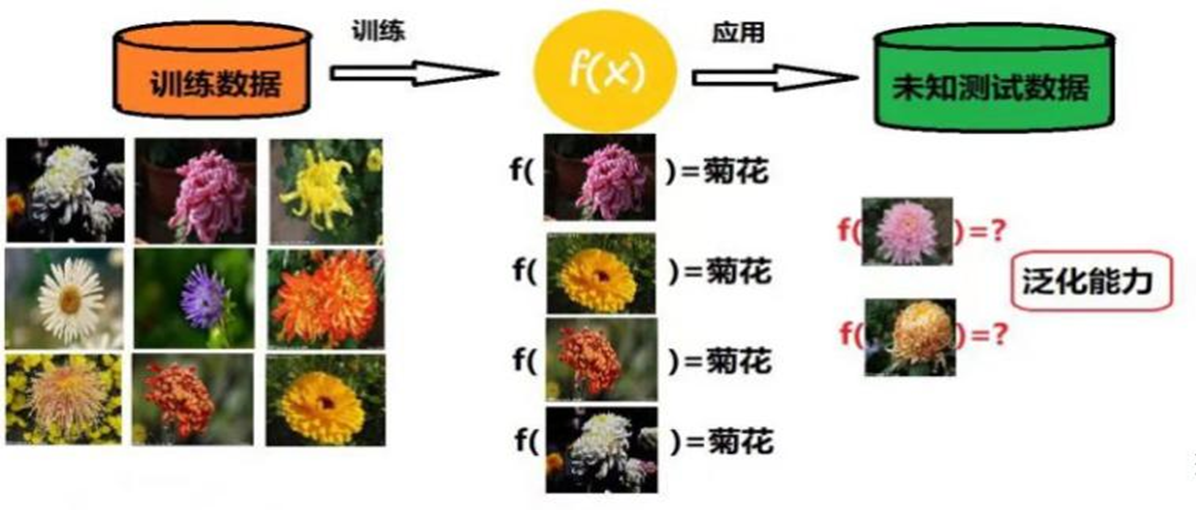 训练
应用
训练数据
f(x)
未知测试数据
f( )=菊花
f( )=?
f( )=菊花
泛化能力
f( )=?
f( )=菊花
f( )=菊花